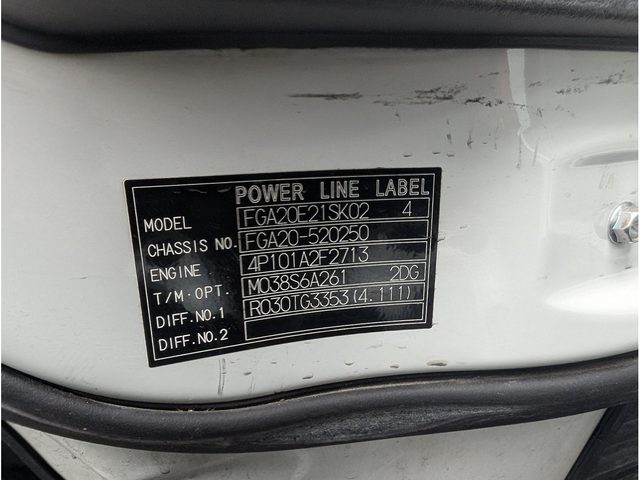 POWER LINE LABEL
MODEL FGA20E21SK02 4
CHASSIS NO. FGA20-520250
ENGINE 4P101A2F2713
T/M·OPT. M038S6A261 2DG
DIFF.NO.1 R030TG3353(4.111)
DIFF.NO.2